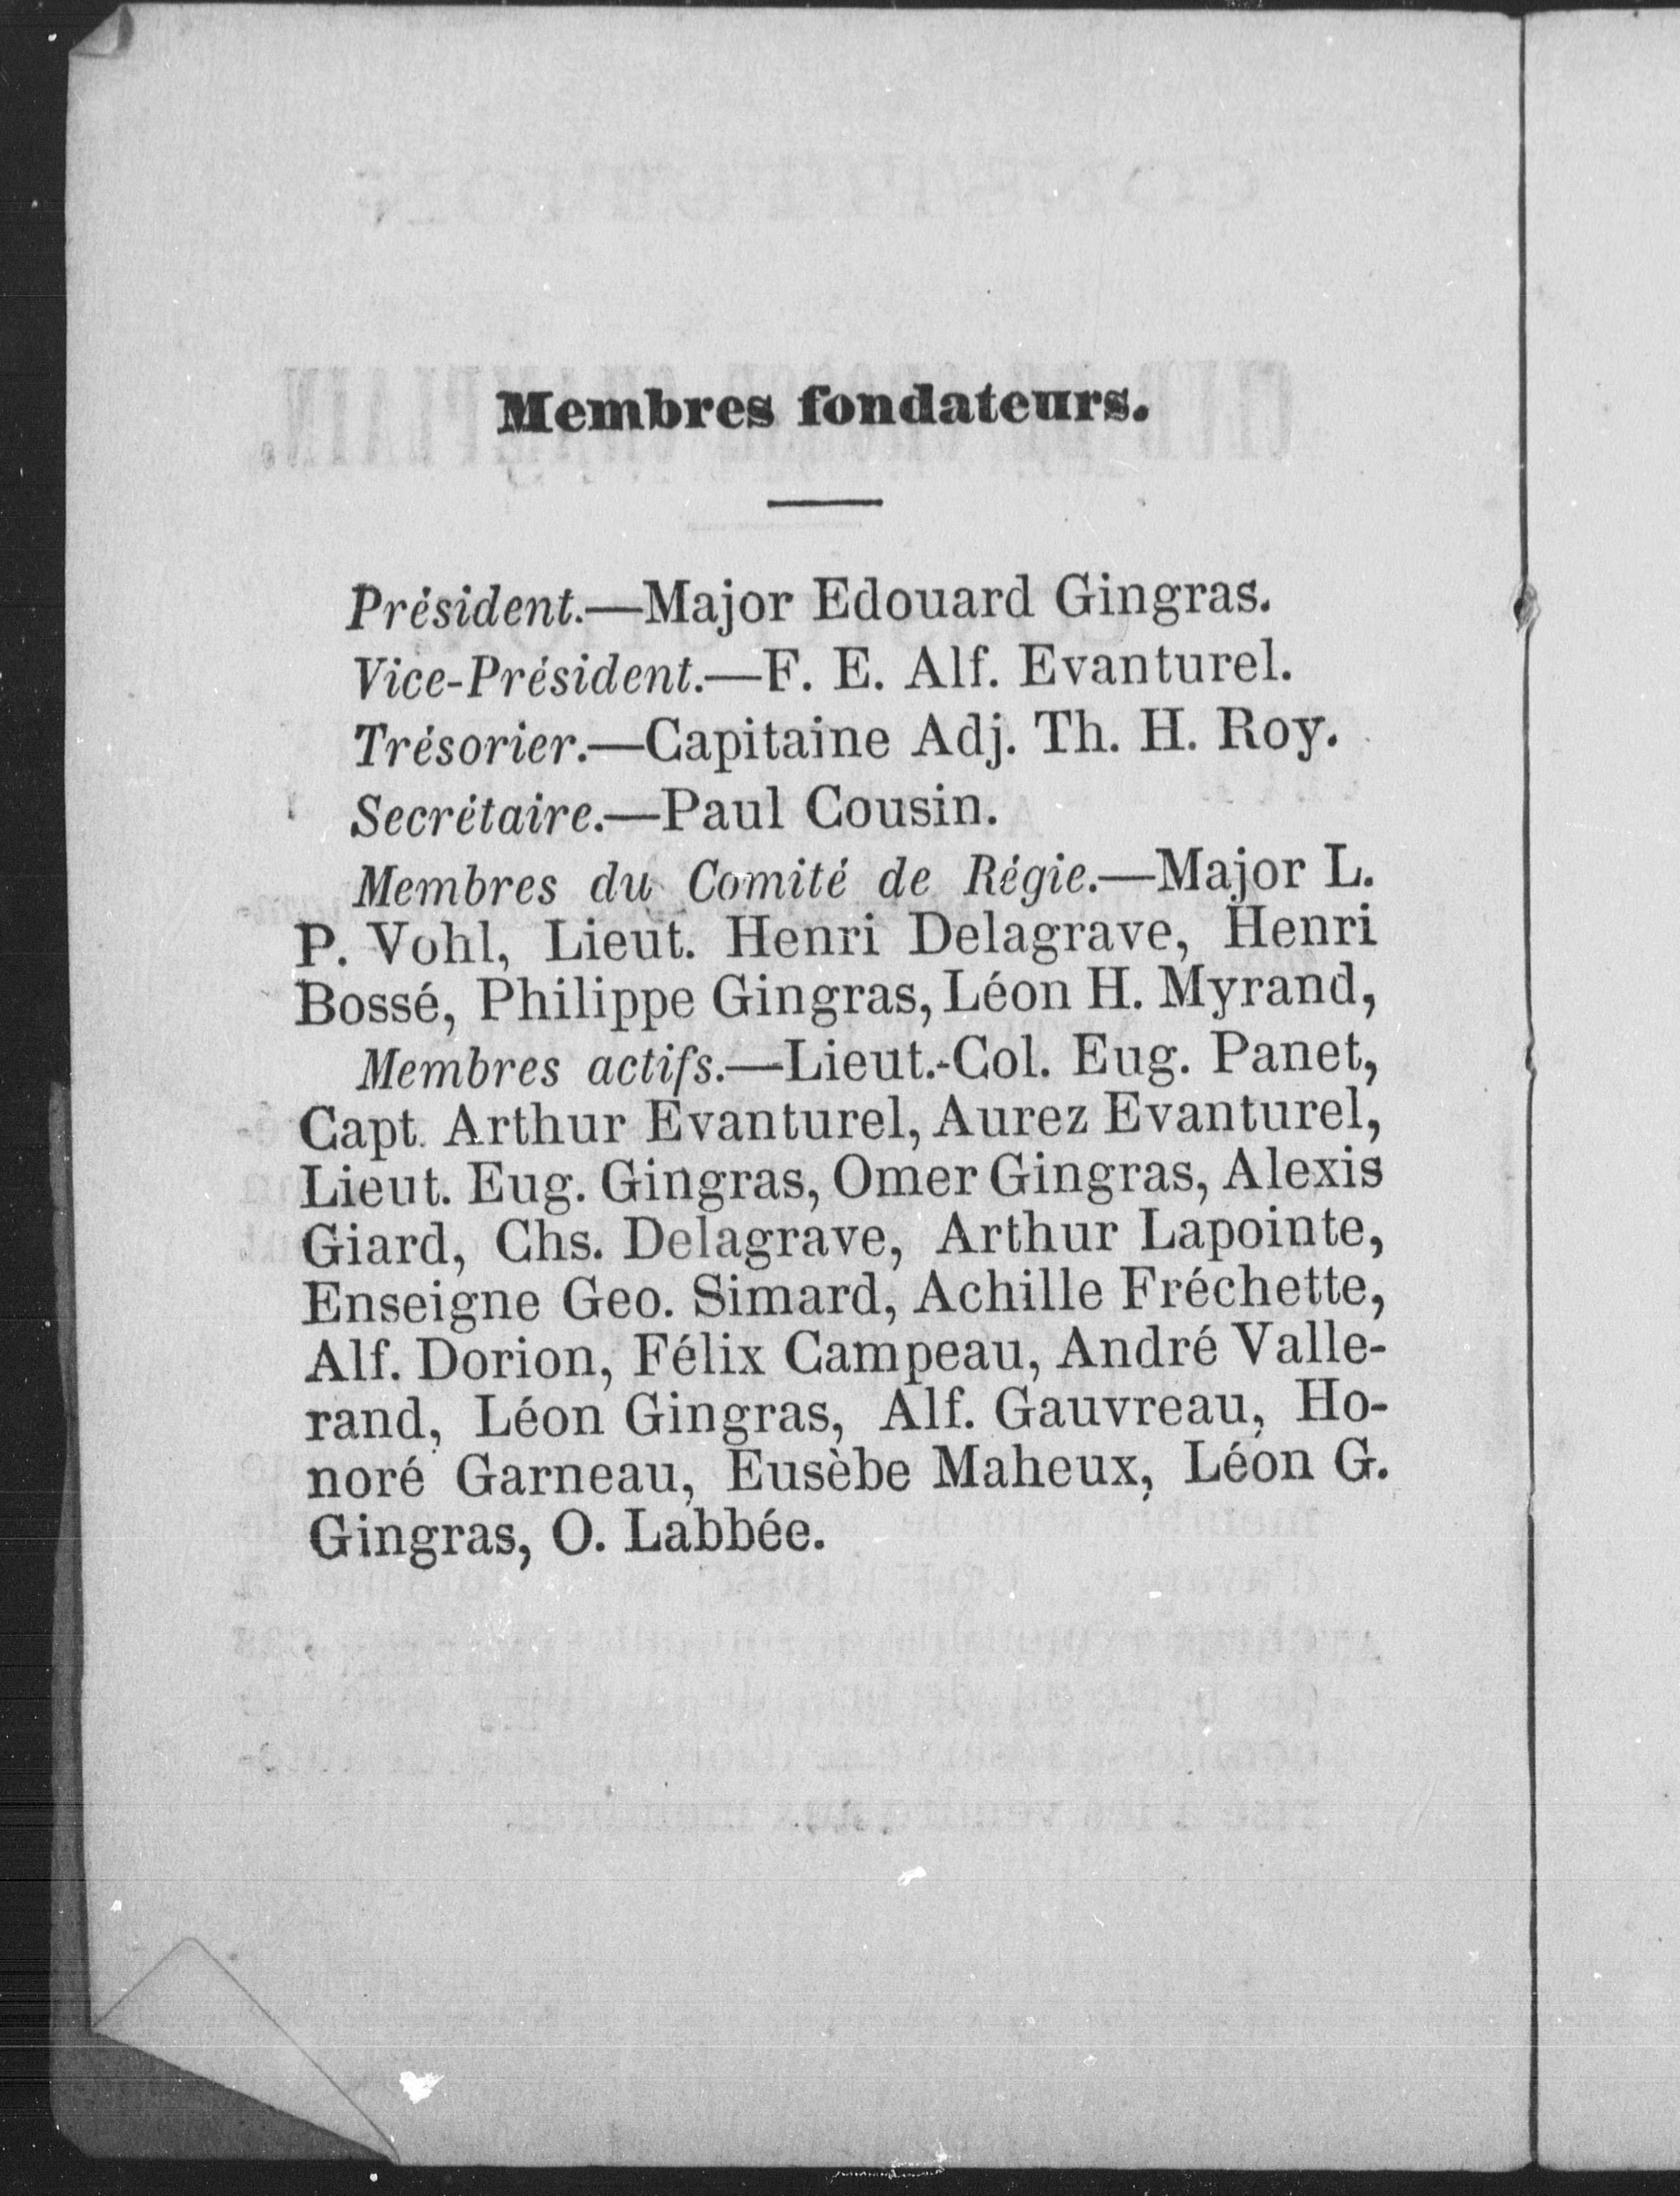 Membres fondateurs.
Président.—Major Edouard Gingras.
Vice-Président.—F. E. Alf. Evanturel.
Trésorier.—Capitaine Adj. Th. H. Roy.
Secrétaire.—Paul Cousin.
Membres du Comité de Régie.—Major L.
P. Vohl, Lieut. Henri Delagrave, Henri
Bossé, Philippe Gingras, Léon H. Myrand,
Membres actifs.—Lieut.-Col. Eug. Panet,
Capt. Arthur Evanturel, Aurez Evanturel,
Lieut. Eug. Gingras, Omer Gingras, Alexis
Giard, Chs. Delagrave, Arthur Lapointe,
Enseigne Geo. Simard, Achille Fréchette,
Alf. Dorion, Félix Campeau, André Valle-
rand, Léon Gingras, Alf. Gauvreau, Ho-
noré Garneau, Eusèbe Maheux, Léon G.
Gingras, O. Labbée.